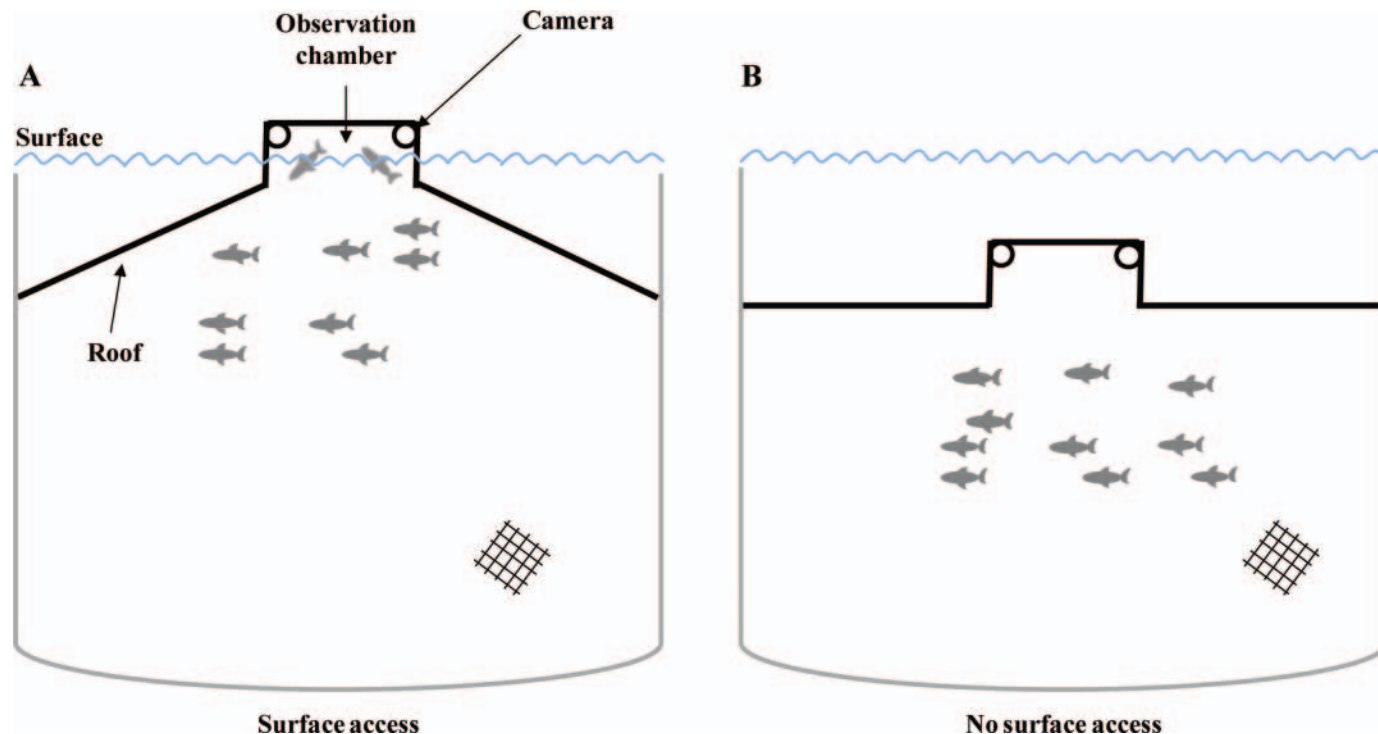 Observation
chamber
Camera
A
B
Surface
Roof
Surface access
No surface access